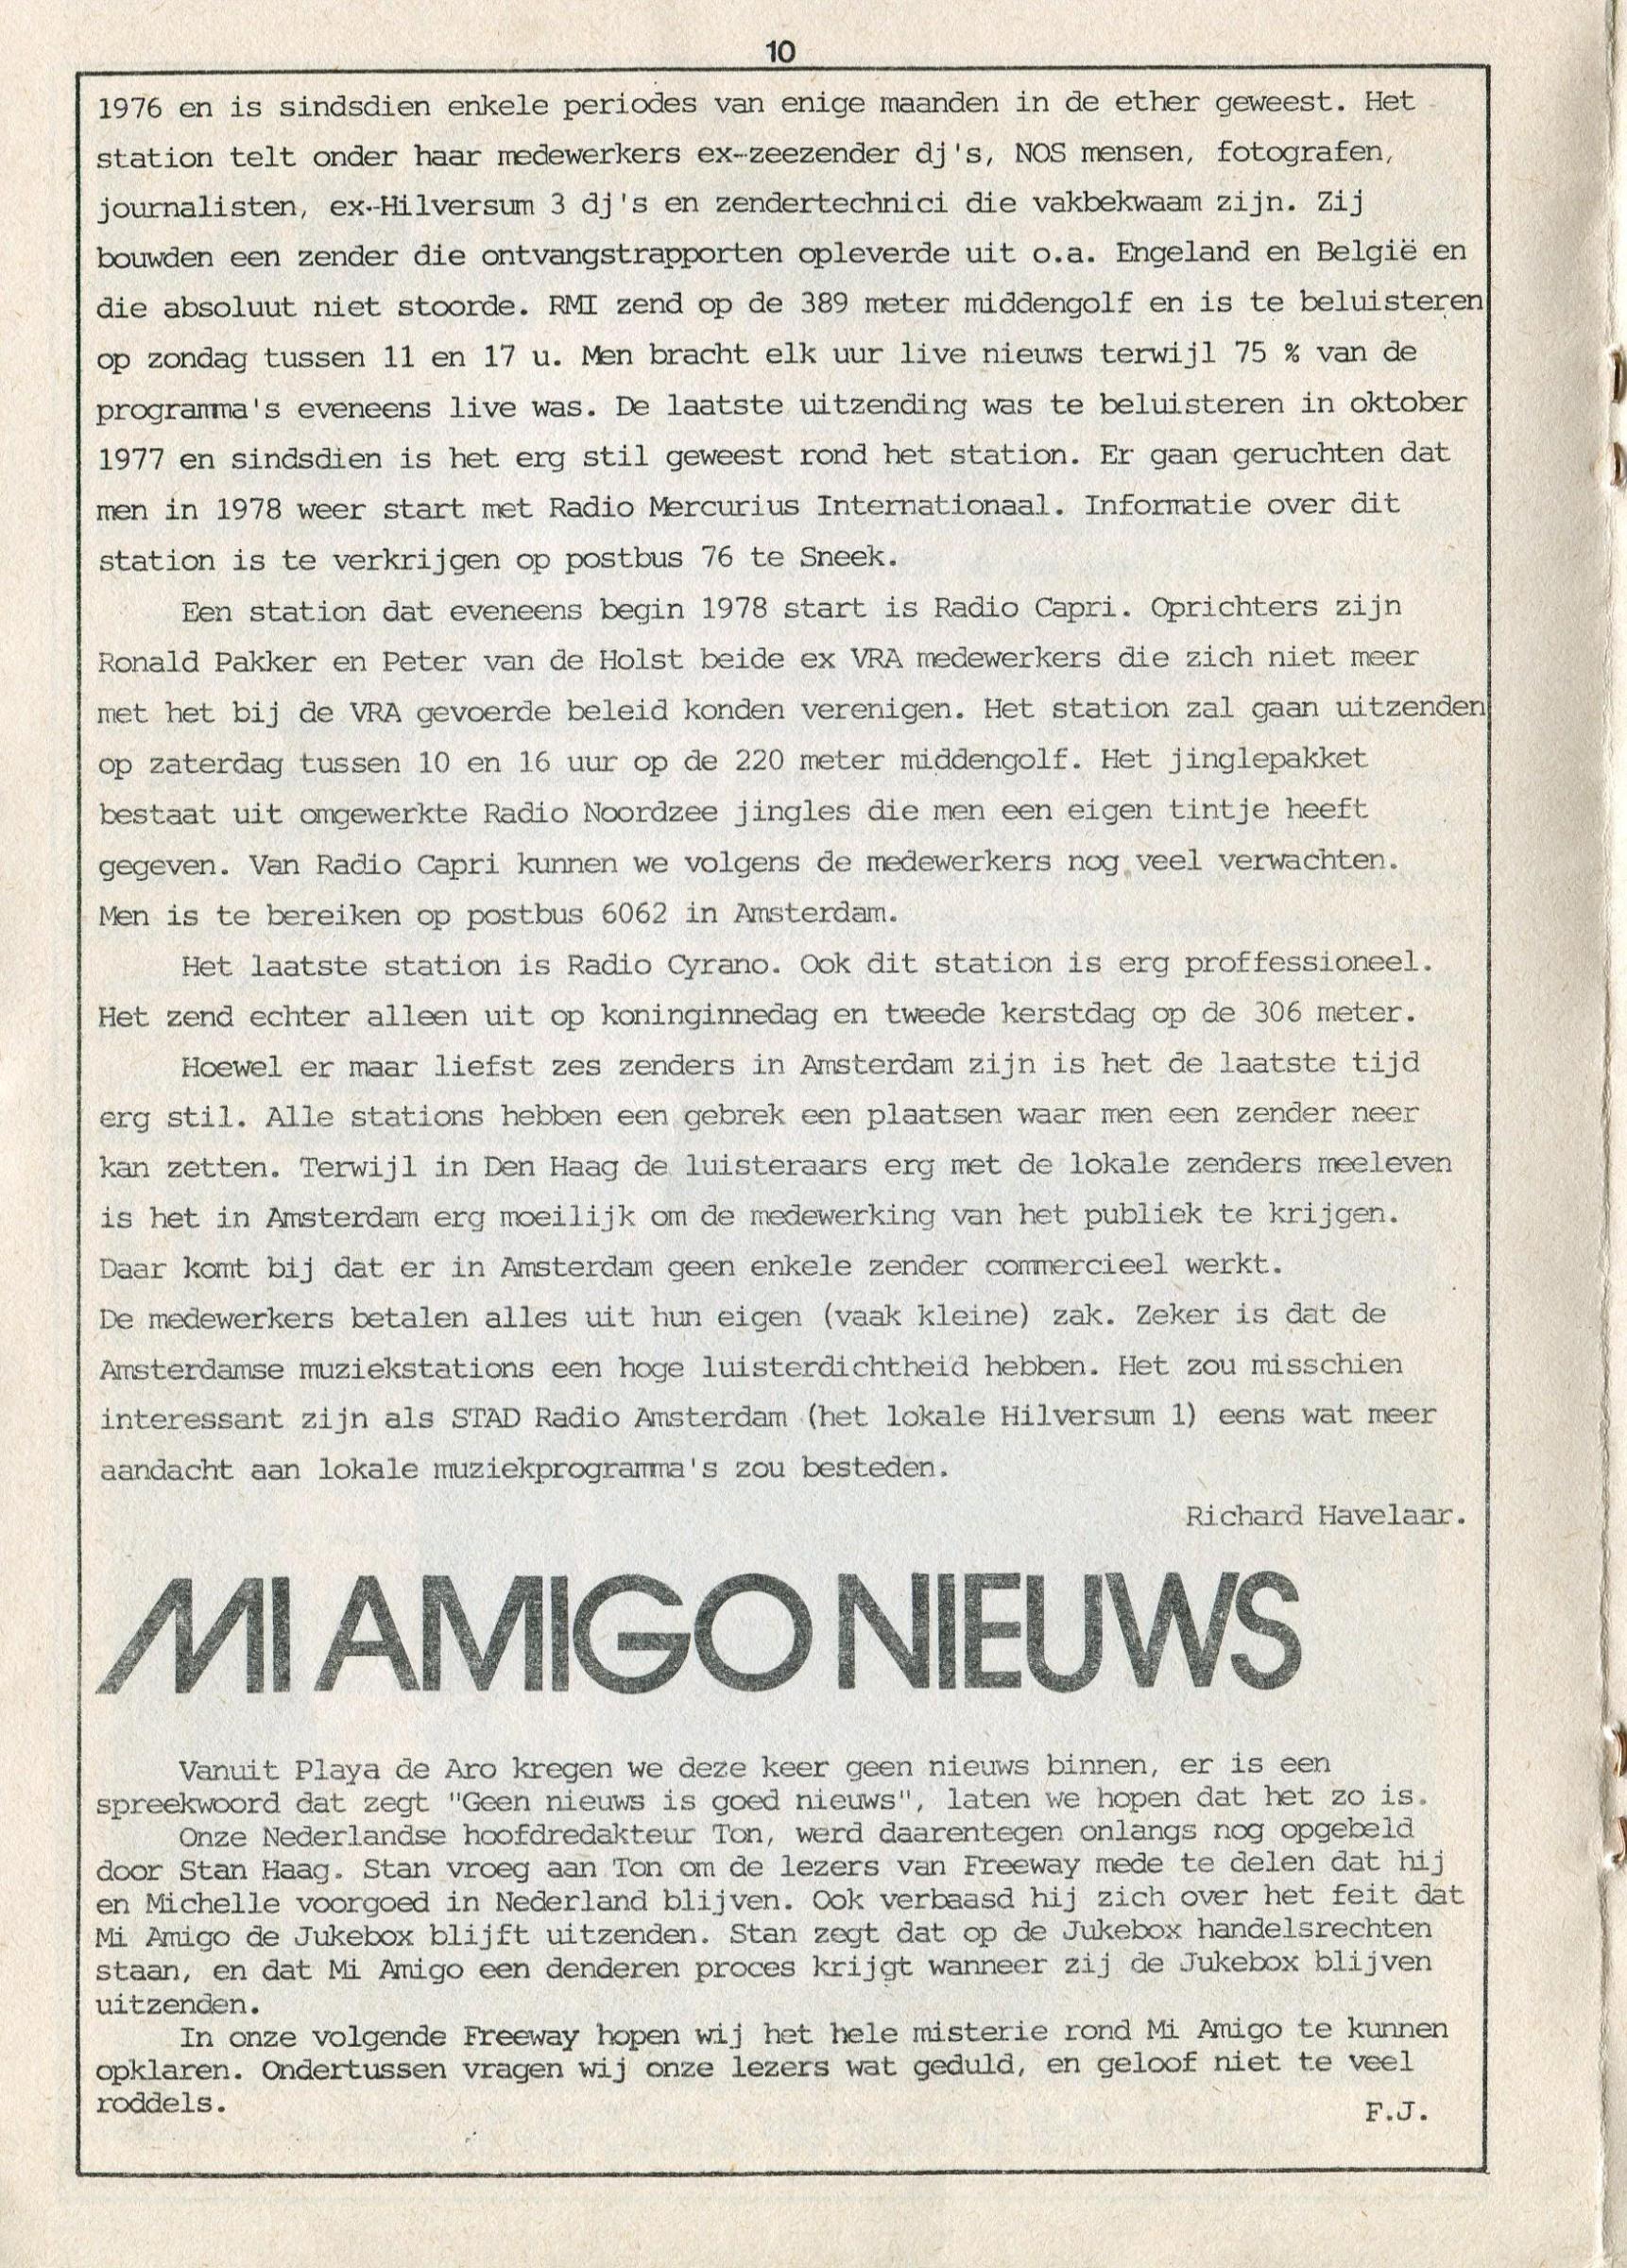 10
1976 en is sindsdien enkele periodes van enige maanden in de ether geweest. Het
station telt onder haar medewerkers ex-zeezender dj's, NOS mensen, fotografen,
journalisten, ex-Hilversum 3 dj's en zendertechnici die vakbekwaam zijn. Zij
bouwden een zender die ontvangstrapporten opleverde uit o.a. Engeland en België en
die absoluut niet stoorde. RMI zend op de 389 meter middengolf en is te beluisteren
op zondag tussen 11 en 17 u. Men bracht elk uur live nieuws terwijl 75 % van de
programma's eveneens live was. De laatste uitzending was te beluisteren in oktober
1977 en sindsdien is het erg stil geweest rond het station. Er gaan geruchten dat
men in 1978 weer start met Radio Mercurius Internationaal. Informatie over dit
station is te verkrijgen op postbus 76 te Sneek.
Een station dat eveneens begin 1978 start is Radio Capri. Oprichters zijn
Ronald Pakker en Peter van de Holst beide ex VRA medewerkers die zich niet meer
met het bij de VRA gevoerde beleid konden verenigen. Het station zal gaan uitzenden
op zaterdag tussen 10 en 16 uur op de 220 meter middengolf. Het jinglepakket
bestaat uit omgewerkte Radio Noordzee jingles die men een eigen tintje heeft
gegeven. Van Radio Capri kunnen we volgens de medewerkers nog veel verwachten.
Men is te bereiken op postbus 6062 in Amsterdam.
Het laatste station is Radio Cyrano. Ook dit station is erg proffessioneel.
Het zend echter alleen uit op koninginnedag en tweede kerstdag op de 306 meter.
Hoewel er maar liefst zes zenders in Amsterdam zijn is het de laatste tijd
erg stil. Alle stations hebben een gebrek een plaatsen waar men een zender neer
kan zetten. Terwijl in Den Haag de luisteraars erg met de lokale zenders meeleven
is het in Amsterdam erg moeilijk om de medewerking van het publiek te krijgen.
Daar komt bij dat er in Amsterdam geen enkele zender commercieel werkt.
De medewerkers betalen alles uit hun eigen (vaak kleine) zak. Zeker is dat de
Amsterdamse muziekstations een hoge luisterdichtheid hebben. Het zou misschien
interessant zijn als STAD Radio Amsterdam (het lokale Hilversum 1) eens wat meer
aandacht aan lokale muziekprogramma's zou besteden.
Richard Havelaar.
MI AMIGO NIEUWS
Vanuit Playa de Aro kregen we deze keer geen nieuws binnen, er is een
spreekwoord dat zegt "Geen nieuws is goed nieuws", laten we hopen dat het zo is.
Onze Nederlandse hoofdredakteur Ton, werd daarentegen onlangs nog opgebeld
door Stan Haag. Stan vroeg aan Ton om de lezers van Freeway mede te delen dat hij
en Michelle voorgoed in Nederland blijven. Ook verbaasd hij zich over het feit dat
Mi Amigo de Jukebox blijft uitzenden. Stan zegt dat op de Jukebox handelsrechten
staan, en dat Mi Amigo een denderen proces krijgt wanneer zij de Jukebox blijven
uitzenden.
In onze volgende Freeway hopen wij het hele misterie rond Mi Amigo te kunnen
opklaren. Ondertussen vragen wij onze lezers wat geduld, en geloof niet te veel
roddels.
F.J.